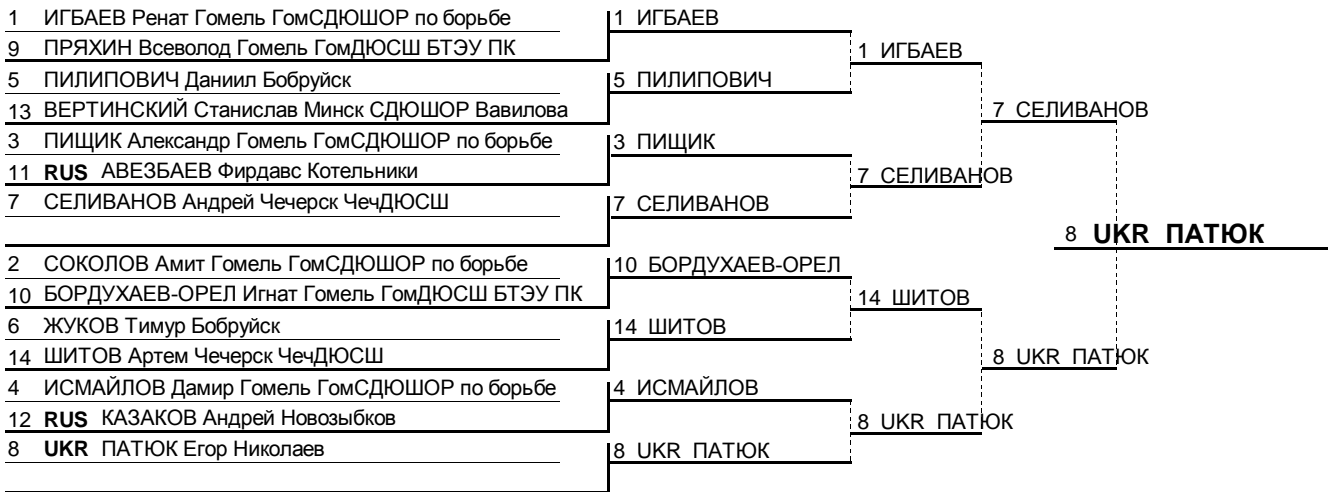 1 ИГБАЕВ Ренат Гомель ГомСДЮШОР по борьбе
1 ИГБАЕВ
9 ПРЯХИН Всеволод Гомель ГомДЮСШ БТЭУ ПК
1 ИГБАЕВ
5 ПИЛИПОВИЧ Даниил Бобруйск
5 ПИЛИПОВИЧ
13 ВЕРТИНСКИЙ Станислав Минск СДЮШОР Вавилова
7 СЕЛИВАНОВ
3 ПИЩИК Александр Гомель ГомСДЮШОР по борьбе
3 ПИЩИК
11 RUS АВЕЗБАЕВ Фирдавс Котельники
7 СЕЛИВАНОВ
7 СЕЛИВАНОВ Андрей Чечерск ЧечДЮСШ
7 СЕЛИВАНОВ
8 UKR ПАТЮК
2 СОКОЛОВ Амит Гомель ГомСДЮШОР по борьбе
10 БОРДУХАЕВ-ОРЕЛ
10 БОРДУХАЕВ-ОРЕЛ Игнат Гомель ГомДЮСШ БТЭУ ПК
14 ШИТОВ
6 ЖУКОВ Тимур Бобруйск
14 ШИТОВ
14 ШИТОВ Артем Чечерск ЧечДЮСШ
8 UKR ПАТЮК
4 ИСМАЙЛОВ Дамир Гомель ГомСДЮШОР по борьбе
4 ИСМАЙЛОВ
12 RUS КАЗАКОВ Андрей Новозыбков
8 UKR ПАТЮК
8 UKR ПАТЮК Егор Николаев
8 UKR ПАТЮК